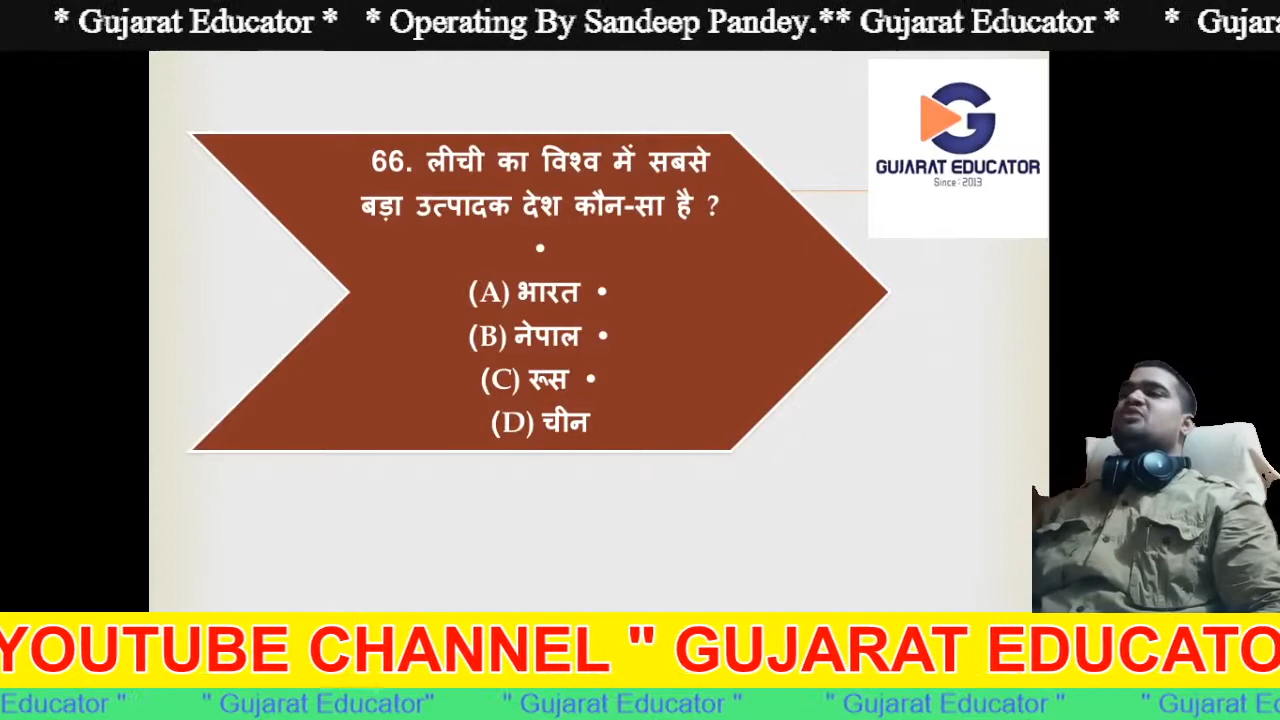 * Gujarat Educator * * Operating By Sandeep Pandey.** Gujarat Educator * * Gujara
GUJARAT EDUCATOR
Since : 2013
66. लीची का विश्व में सबसे
बड़ा उत्पादक देश कौन-सा है ?
•
(A) भारत •
(B) नेपाल •
(C) रूस •
(D) चीन
YOUTUBE CHANNEL " GUJARAT EDUCATO
Educator " " Gujarat Educator" " Gujarat Educator " " Gujarat Educator " " Gujarat Ed